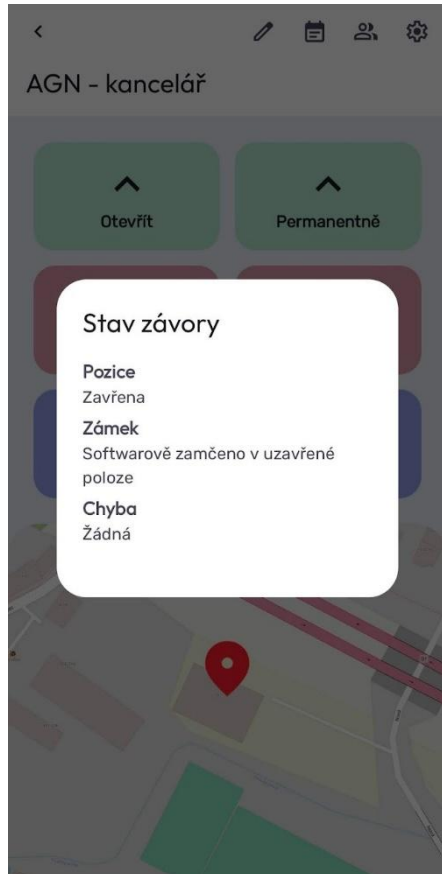 AGN - kancelář
Otevřít
Permanentně
Stav závory
Pozice
Zavřena
Zámek
Softwarově zamčeno v uzavřené
poloze
Chyba
Žádná